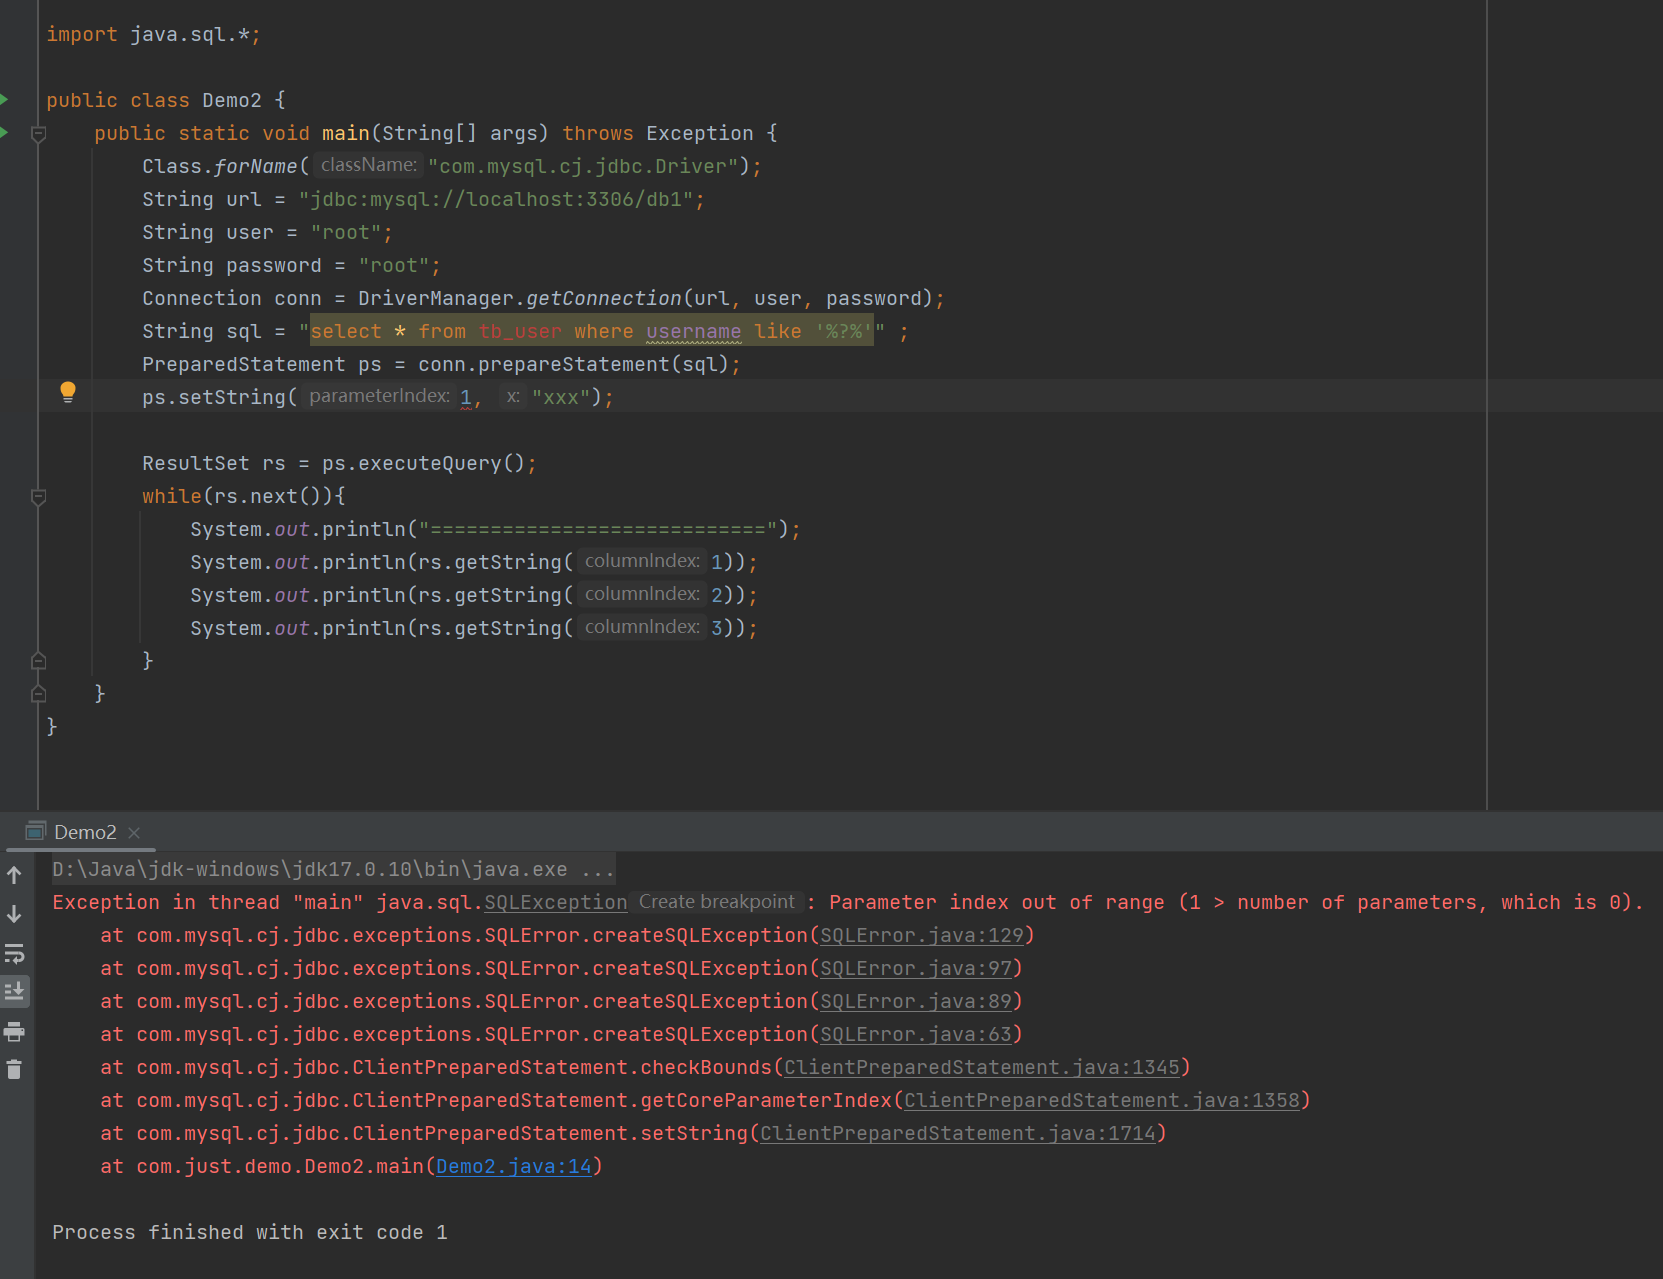 import java.sql.*;
public class Demo2 {
public static void main(String[] args) throws Exception {
Class.forName( className: "com.mysql.cj.jdbc.Driver");
String url = "jdbc:mysql://localhost:3306/db1";
String user = "root";
String password = "root";
Connection conn = DriverManager.getConnection(url, user, password);
String sql = "select * from tb_user where username like '%?%'" ;
PreparedStatement ps = conn.prepareStatement(sql);
ps.setString( parameterIndex: 1, x: "xxx");
ResultSet rs = ps.executeQuery();
while(rs.next()){
System.out.println("============================");
System.out.println(rs.getString( columnIndex: 1));
System.out.println(rs.getString( columnIndex: 2));
System.out.println(rs.getString( columnIndex: 3));
}
}
}
Demo2
D:\Java\jdk-windows\jdk17.0.10\bin\java.exe ...
Exception in thread "main" java.sql.SQLException Create breakpoint : Parameter index out of range (1 > number of parameters, which is 0).
at com.mysql.cj.jdbc.exceptions.SQLError.createSQLException(SQLError.java:129)
at com.mysql.cj.jdbc.exceptions.SQLError.createSQLException(SQLError.java:97)
at com.mysql.cj.jdbc.exceptions.SQLError.createSQLException(SQLError.java:89)
at com.mysql.cj.jdbc.exceptions.SQLError.createSQLException(SQLError.java:63)
at com.mysql.cj.jdbc.ClientPreparedStatement.checkBounds(ClientPreparedStatement.java:1345)
at com.mysql.cj.jdbc.ClientPreparedStatement.getCoreParameterIndex(ClientPreparedStatement.java:1358)
at com.mysql.cj.jdbc.ClientPreparedStatement.setString(ClientPreparedStatement.java:1714)
at com.just.demo.Demo2.main(Demo2.java:14)
Process finished with exit code 1